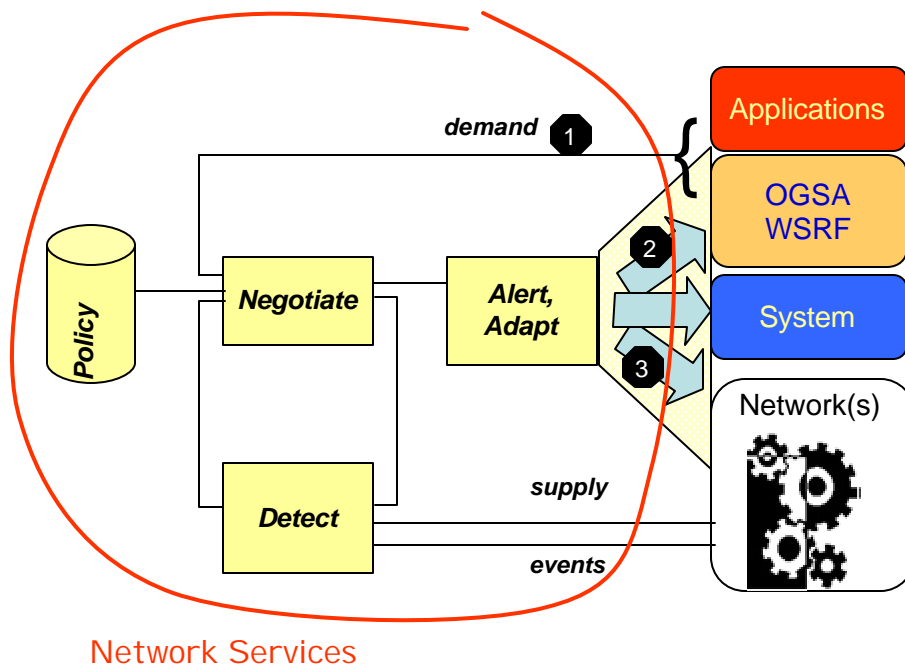 Applications
demand
1
OGSA
WSRF
2
Policy
Negotiate
Alert,
Adapt
System
3
Network(s)
supply
Detect
events
Network Services